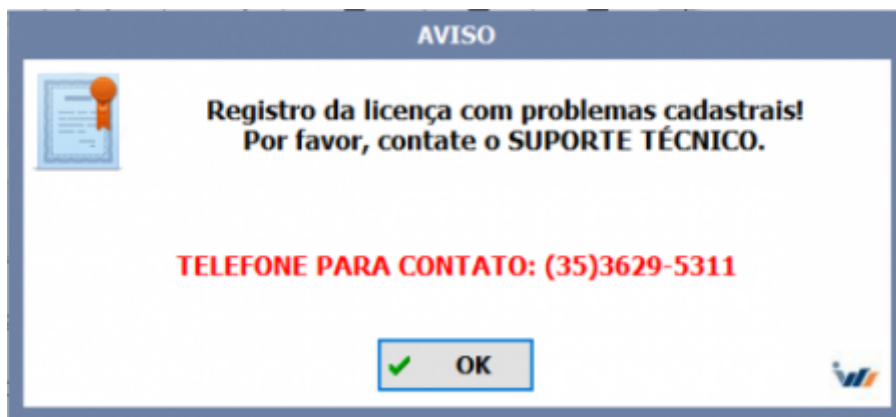 AVISO
Registro da licença com problemas cadastrais!
Por favor, contate o SUPORTE TÉCNICO.
TELEFONE PARA CONTATO: (35)3629-5311
OK